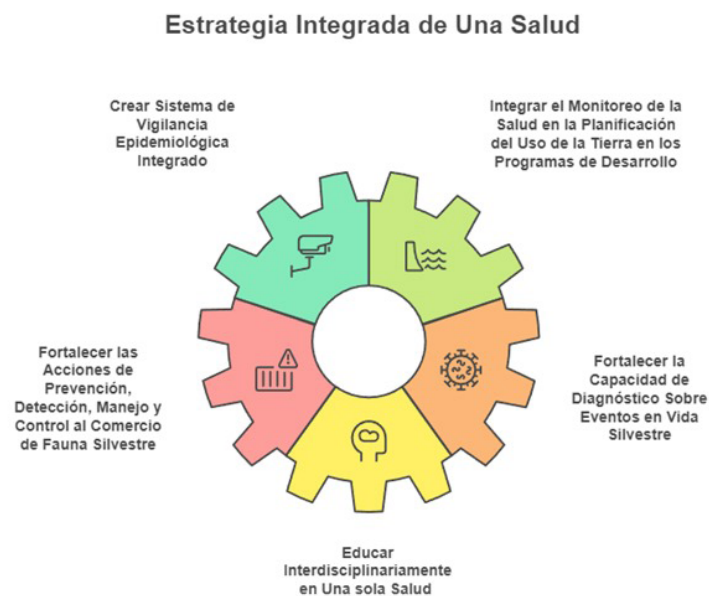 Estrategia Integrada de Una Salud
Crear Sistema de
Vigilancia
Epidemiológica
Integrado
Integrar el Monitoreo de la
Salud en la Planificación
del Uso de la Tierra en los
Programas de Desarrollo
Fortalecer las
Acciones de
Prevención,
Detección, Manejo y
Control al Comercio
de Fauna Silvestre
Fortalecer la
Capacidad de
Diagnóstico Sobre
Eventos en Vida
Silvestre
Educar
Interdisciplinariamente
en Una sola Salud